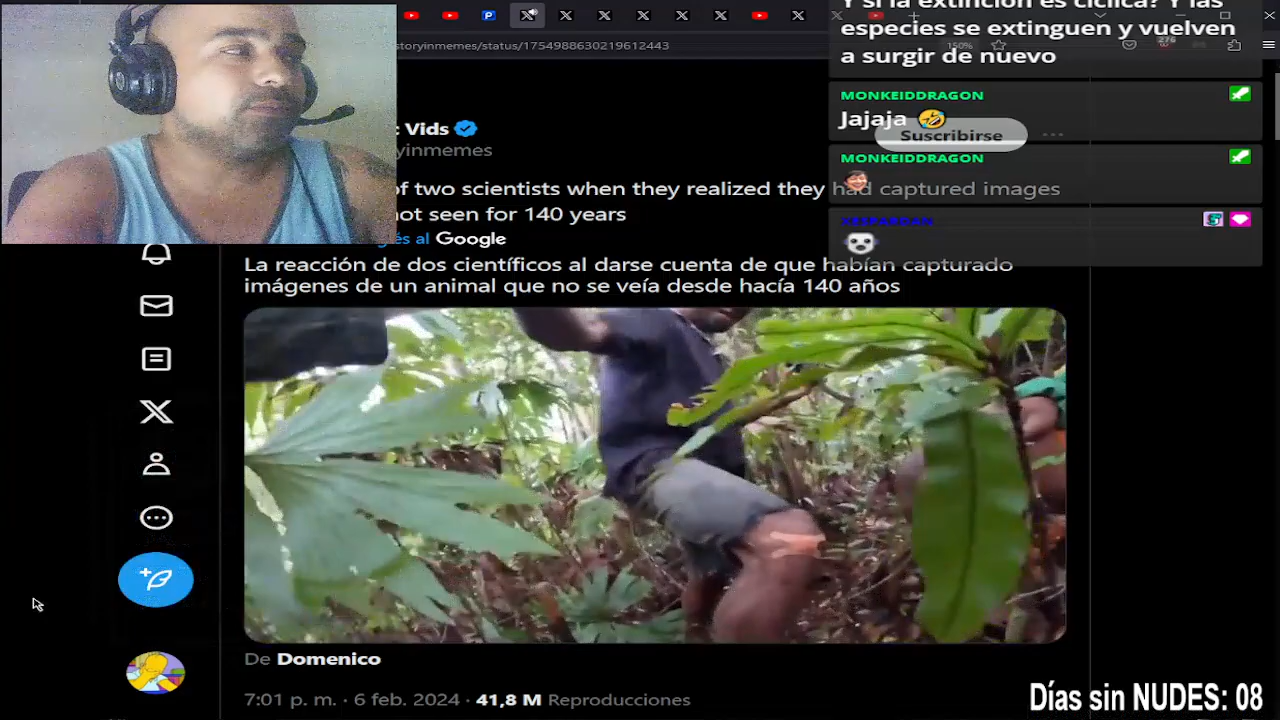 storyinmemes/status/1754988630219612443
150%
Y si la extinción es cíclica? Y las
especies se extinguen y vuelven
a surgir de nuevo
MONKEIDDRAGON
Jajaja 🤣
Suscribirse
MONKEIDDRAGON
Vids
yinmemes
of two scientists when they realized they had captured images
not seen for 140 years
és al Google
La reacción de dos científicos al darse cuenta de que habían capturado
imágenes de un animal que no se veía desde hacía 140 años
De Domenico
7:01 p. m. · 6 feb. 2024 · 41,8 M Reproducciones
Días sin NUDES: 08